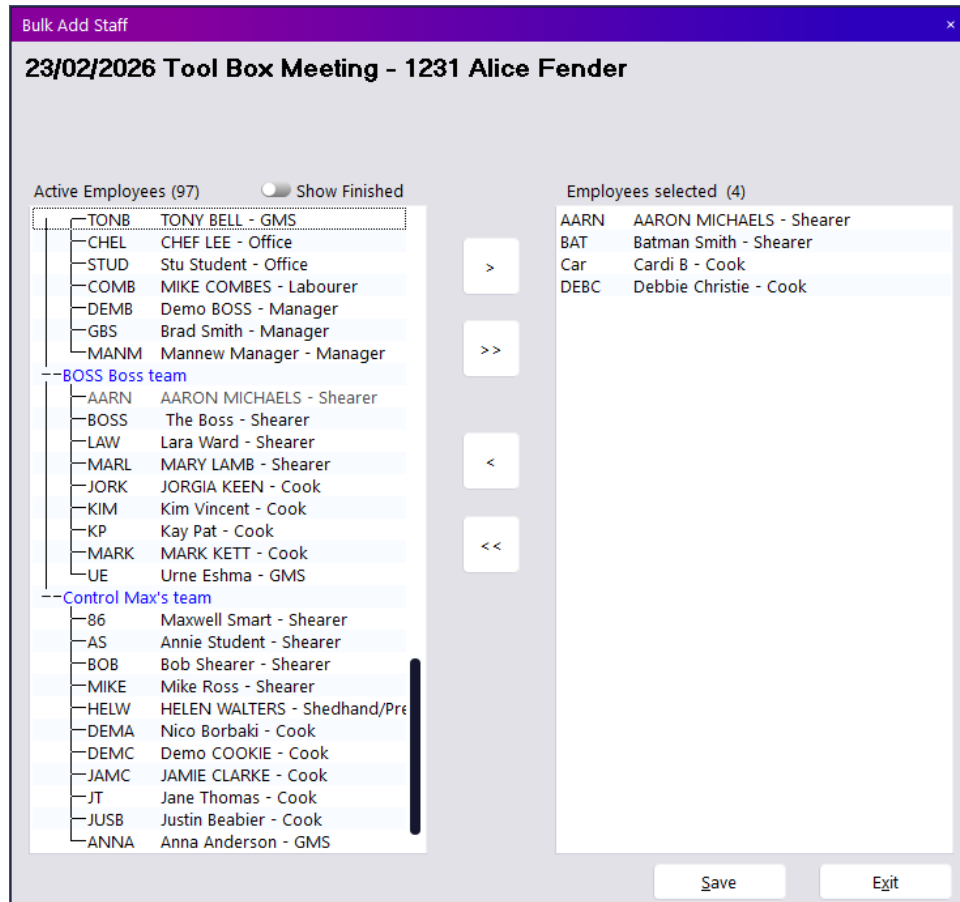 Bulk Add Staff ×
23/02/2026 Tool Box Meeting - 1231 Alice Fender
Active Employees (97) Show Finished
TONB TONY BELL - GMS
CHEL CHEF LEE - Office
STUD Stu Student - Office
COMB MIKE COMBES - Labourer
DEMB Demo BOSS - Manager
GBS Brad Smith - Manager
MANM Mannew Manager - Manager
BOSS Boss team
AARN AARON MICHAELS - Shearer
BOSS The Boss - Shearer
LAW Lara Ward - Shearer
MARL MARY LAMB - Shearer
JORK JORGIA KEEN - Cook
KIM Kim Vincent - Cook
KP Kay Pat - Cook
MARK MARK KETT - Cook
UE Urne Eshma - GMS
Control Max's team
86 Maxwell Smart - Shearer
AS Annie Student - Shearer
BOB Bob Shearer - Shearer
MIKE Mike Ross - Shearer
HELW HELEN WALTERS - Shedhand/Pre
DEMA Nico Borbaki - Cook
DEMC Demo COOKIE - Cook
JAMC JAMIE CLARKE - Cook
JT Jane Thomas - Cook
JUSB Justin Beabier - Cook
ANNA Anna Anderson - GMS
>
>>
<
<<
Employees selected (4)
AARN AARON MICHAELS - Shearer
BAT Batman Smith - Shearer
Car Cardi B - Cook
DEBC Debbie Christie - Cook
Save Exit